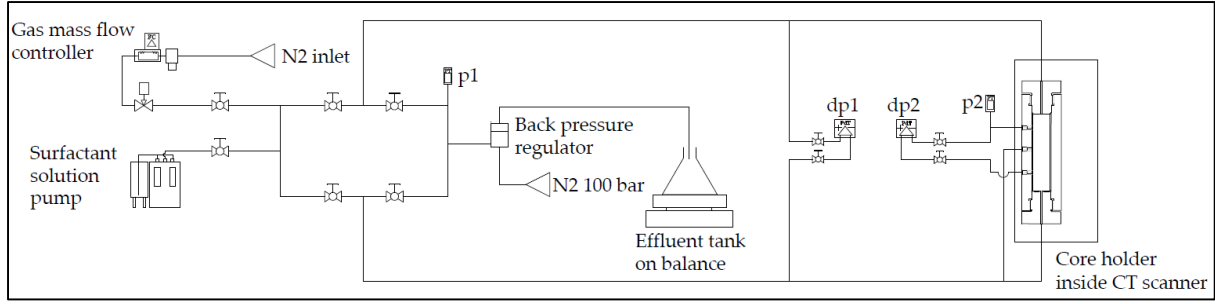 Gas mass flow
controller
N2 inlet
p1
Back pressure
regulator
N2 100 bar
Surfactant
solution
pump
Effluent tank
on balance
dp1
dp2
p2
Core holder
inside CT scanner